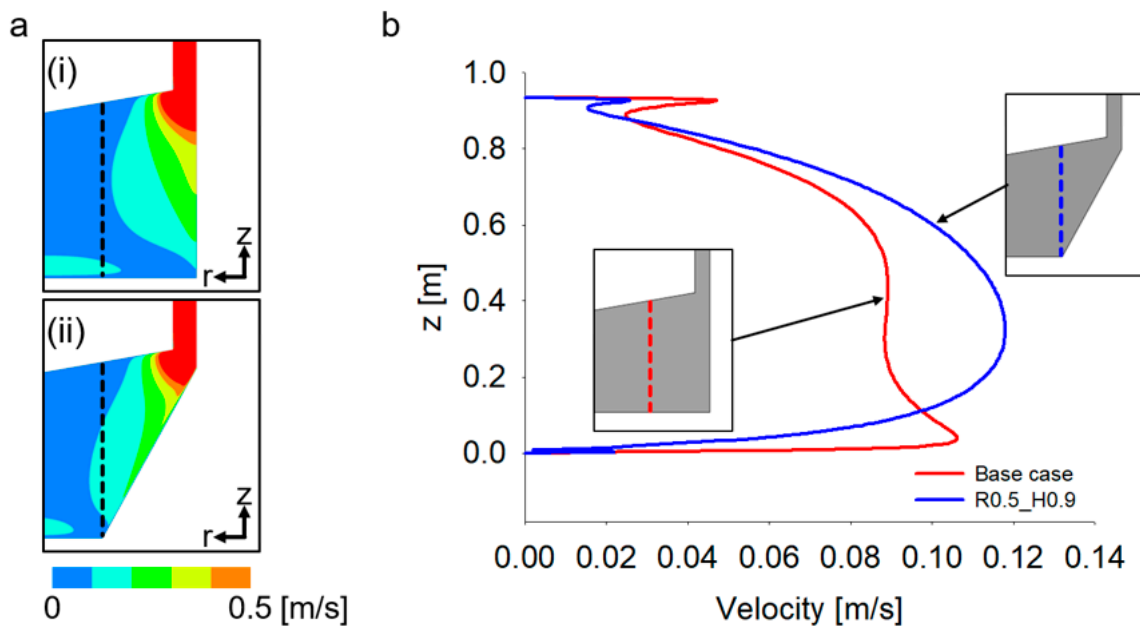 a
(i)
z
r
(ii)
z
r
0 0.5 [m/s]
b
1.0
0.8
0.6
0.4
0.2
0.0
z [m]
0.00 0.02 0.04 0.06 0.08 0.10 0.12 0.14
Velocity [m/s]
Base case
R0.5_H0.9